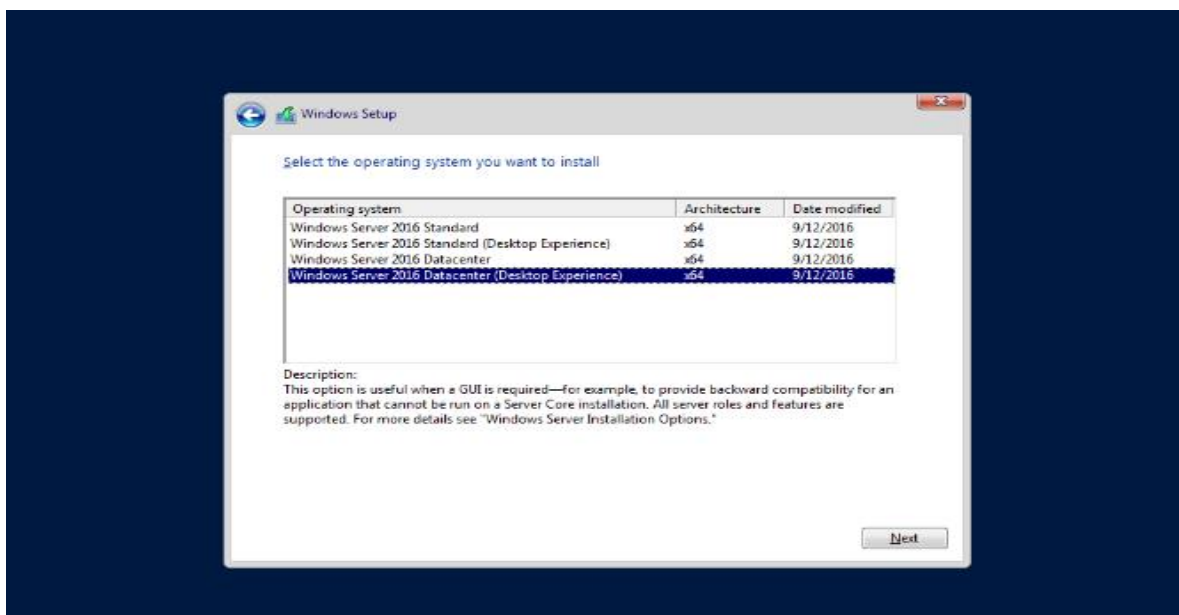 Windows Setup
Select the operating system you want to install
Operating system Architecture Date modified
Windows Server 2016 Standard x64 9/12/2016
Windows Server 2016 Standard (Desktop Experience) x64 9/12/2016
Windows Server 2016 Datacenter x64 9/12/2016
Windows Server 2016 Datacenter (Desktop Experience) x64 9/12/2016
Description:
This option is useful when a GUI is required—for example, to provide backward compatibility for an
application that cannot be run on a Server Core installation. All server roles and features are
supported. For more details see "Windows Server Installation Options."
Next